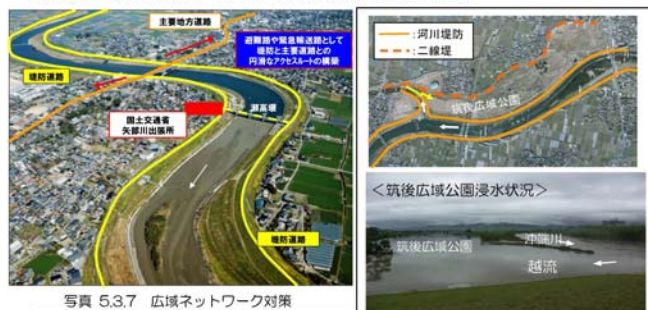 主要地方道路
避難路や緊急輸送路として
堤防と主要道路との
円滑なアクセスルートの構築
堤防道路
瀬高堰
国土交通省
矢部川出張所
堤防道路
写真 5.3.7 広域ネットワーク対策
:河川堤防
:二線堤
筑後広域公園
<筑後広域公園浸水状況>
沖端川
筑後広域公園
越流